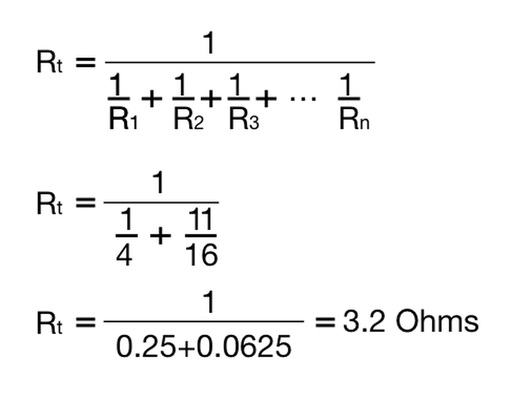 Rt = 1 / (1/R1 + 1/R2 + 1/R3 + ··· 1/Rn)
Rt = 1 / (1/4 + 11/16)
Rt = 1 / (0.25+0.0625) = 3.2 Ohms